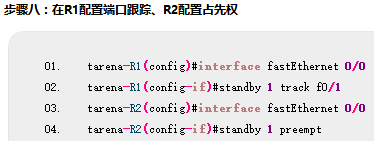 步骤八：在R1配置端口跟踪、R2配置占先权
01. tarena-R1(config)#interface fastEthernet 0/0
02. tarena-R1(config-if)#standby 1 track f0/1
03. tarena-R2(config)#interface fastEthernet 0/0
04. tarena-R2(config-if)#standby 1 preempt